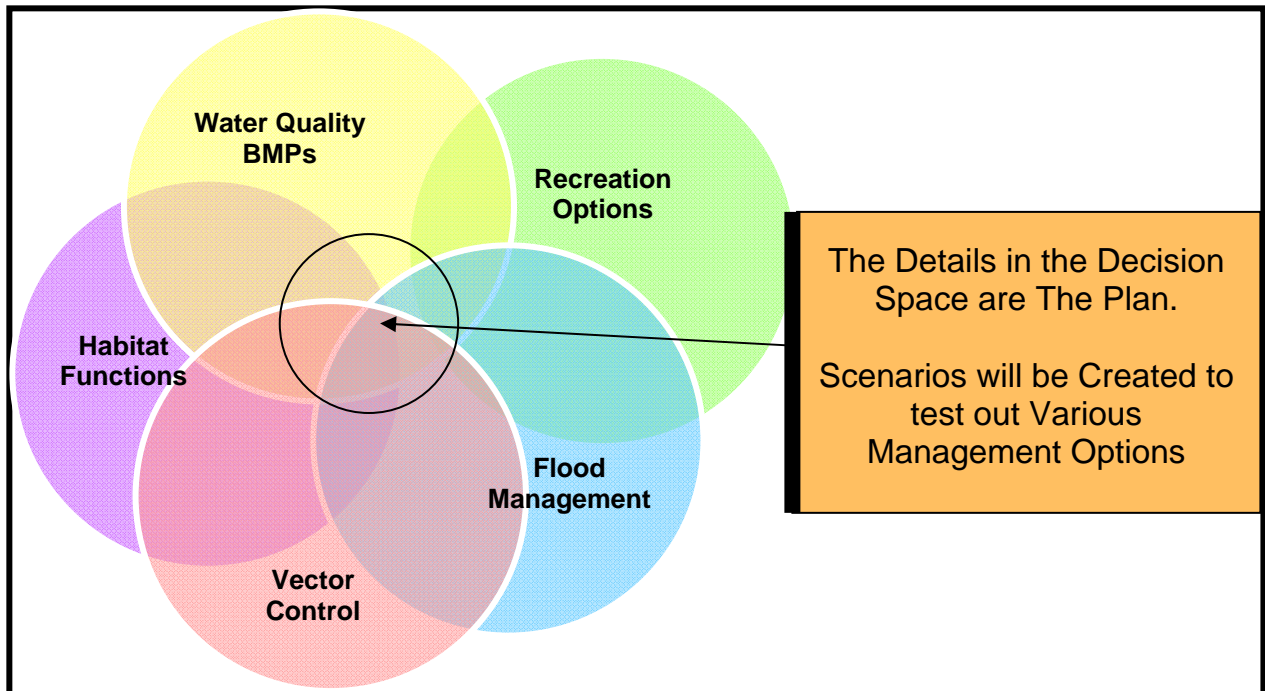 Water Quality
BMPs
Recreation
Options
Habitat
Functions
Flood
Management
Vector
Control
The Details in the Decision
Space are The Plan.
Scenarios will be Created to
test out Various
Management Options